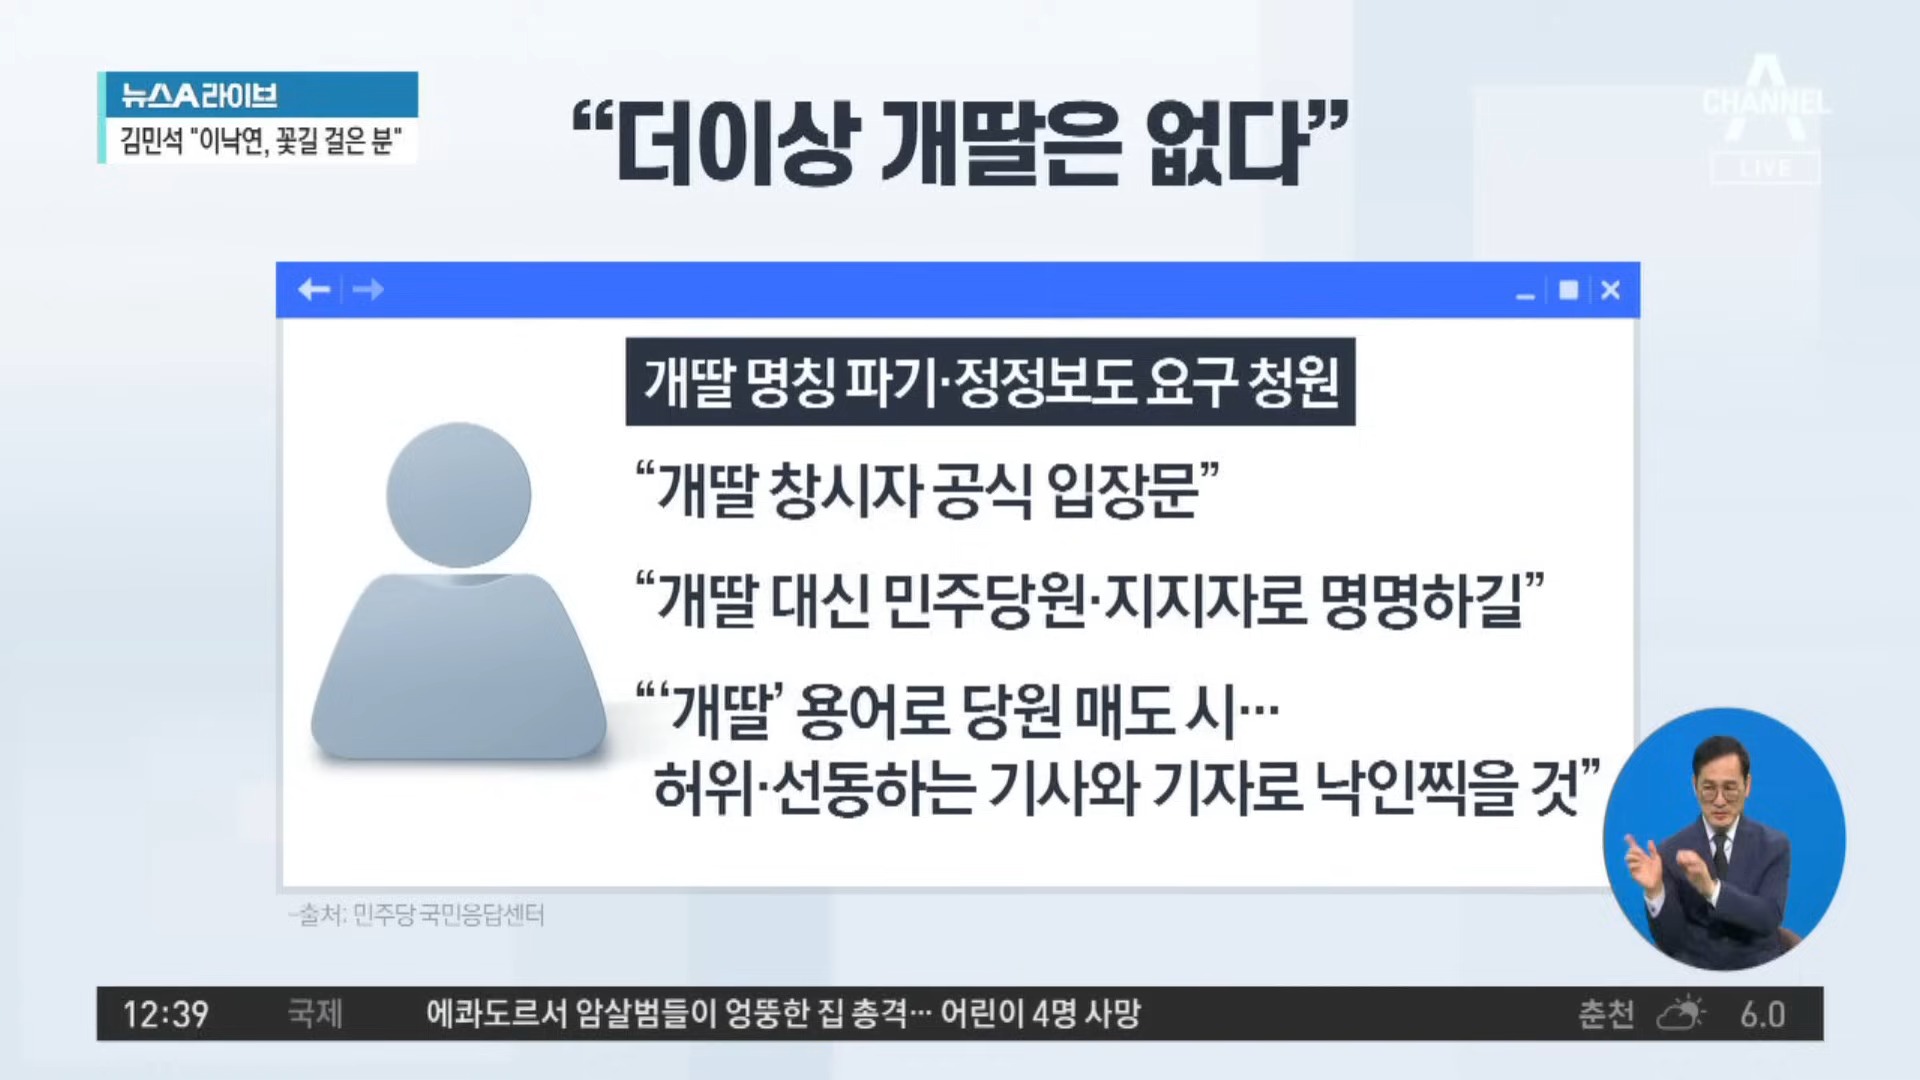 뉴스A라이브
김민석 "이낙연, 꽃길 걸은 분"
“더이상 개딸은 없다”
CHANNEL A
LIVE
개딸 명칭 파기·정정보도 요구 청원
“개딸 창시자 공식 입장문”
“개딸 대신 민주당원·지지자로 명명하길”
“‘개딸’ 용어로 당원 매도 시…
허위·선동하는 기사와 기자로 낙인찍을 것”
-출처: 민주당 국민응답센터
12:39 국제 에콰도르서 암살범들이 엉뚱한 집 총격… 어린이 4명 사망 춘천 6.0